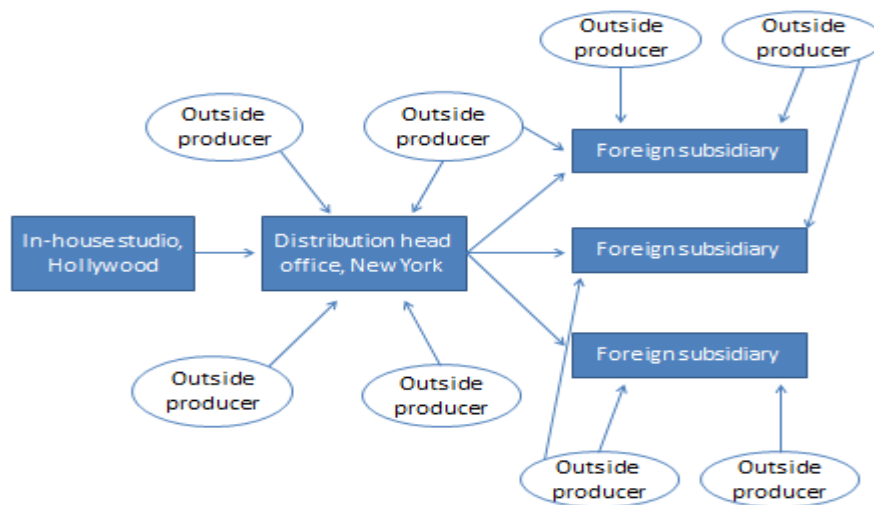 Outside
producer
Outside
producer
Outside
producer
Outside
producer
Foreign subsidiary
In-house studio,
Hollywood
Distribution head
office, New York
Foreign subsidiary
Foreign subsidiary
Outside
producer
Outside
producer
Outside
producer
Outside
producer